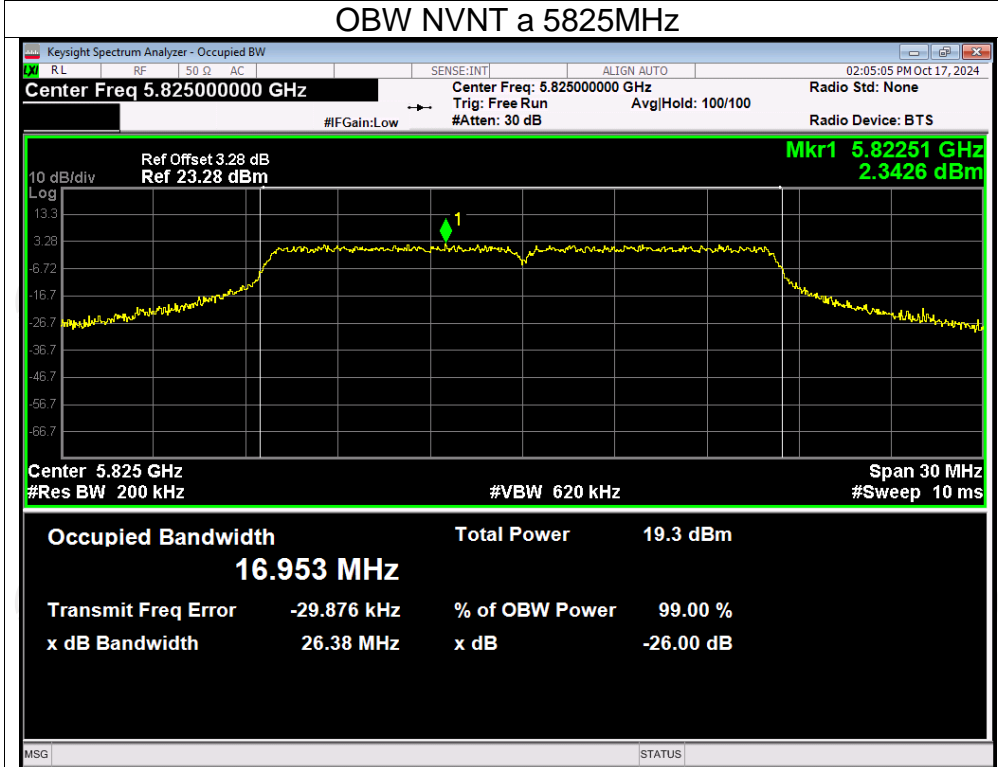 OBW NVNT a 5825MHz
Keysight Spectrum Analyzer - Occupied BW
LXI RL RF 50 Ω AC SENSE:INT ALIGN AUTO 02:05:05 PM Oct 17, 2024
Center Freq 5.825000000 GHz Center Freq: 5.825000000 GHz Radio Std: None
Trig: Free Run Avg|Hold: 100/100
#IFGain:Low #Atten: 30 dB Radio Device: BTS
Mkr1 5.82251 GHz
Ref Offset 3.28 dB
10 dB/div Ref 23.28 dBm 2.3426 dBm
Log
13.3
1
3.28
-6.72
-16.7
-26.7
-36.7
-46.7
-56.7
-66.7
Center 5.825 GHz Span 30 MHz
#Res BW 200 kHz #VBW 620 kHz #Sweep 10 ms
Occupied Bandwidth Total Power 19.3 dBm
16.953 MHz
Transmit Freq Error -29.876 kHz % of OBW Power 99.00 %
x dB Bandwidth 26.38 MHz x dB -26.00 dB
MSG STATUS